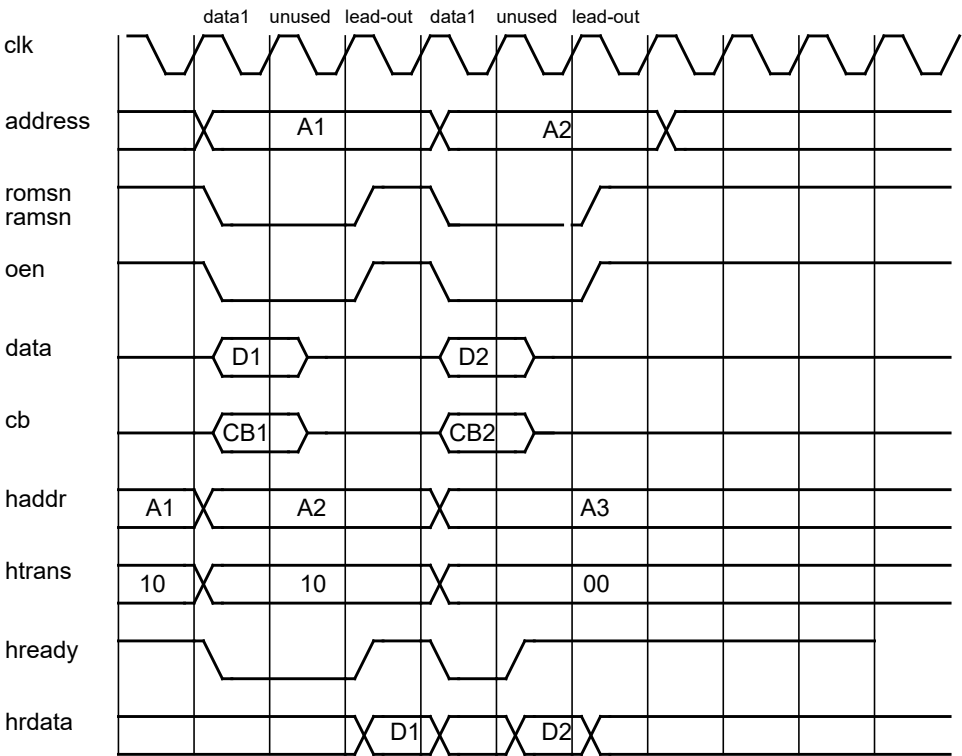 data1 unused lead-out data1 unused lead-out
clk
address A1 A2
romsn
ramsn
oen
data D1 D2
cb CB1 CB2
haddr A1 A2 A3
htrans 10 10 00
hready
hrdata D1 D2